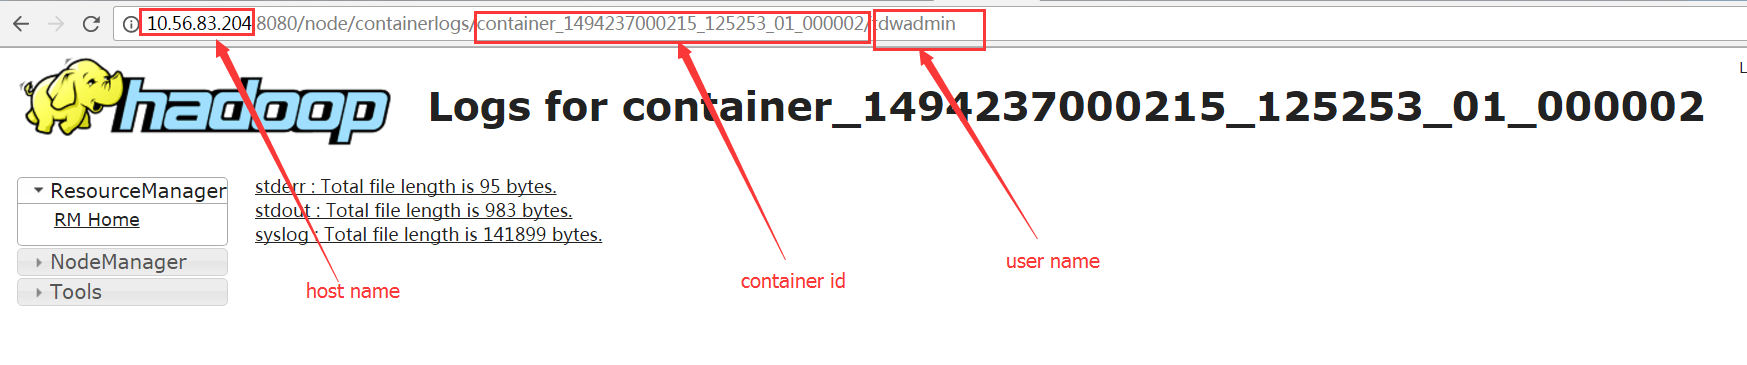 10.56.83.204:8080/node/containerlogs/container_1494237000215_125253_01_000002/tdwadmin
L
hadoop
Logs for container_1494237000215_125253_01_000002
ResourceManager
RM Home
NodeManager
Tools
stderr : Total file length is 95 bytes.
stdout : Total file length is 983 bytes.
syslog : Total file length is 141899 bytes.
host name
container id
user name